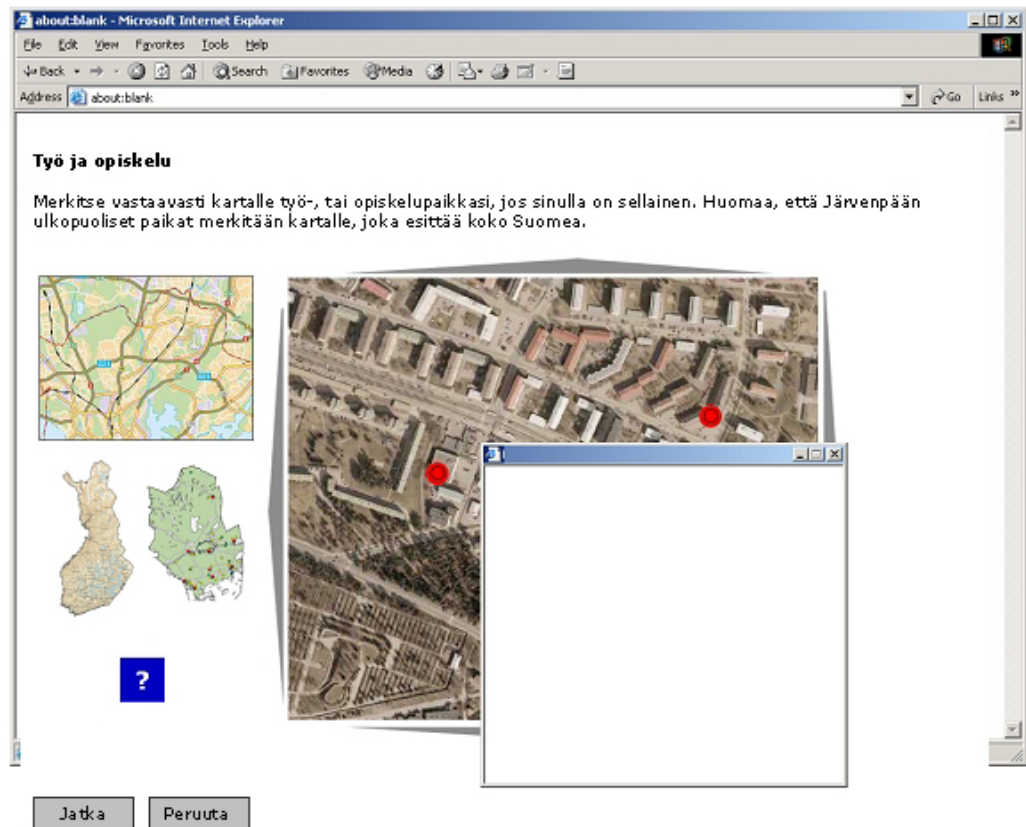 about:blank - Microsoft Internet Explorer
File Edit View Favorites Tools Help
Back Search Favorites Media
Address about:blank Go Links »
Työ ja opiskelu
Merkitse vastaavasti kartalle työ-, tai opiskelupaikkasi, jos sinulla on sellainen. Huomaa, että Järvenpään
ulkopuoliset paikat merkitään kartalle, joka esittää koko Suomea.
?
Jatka Peruuta